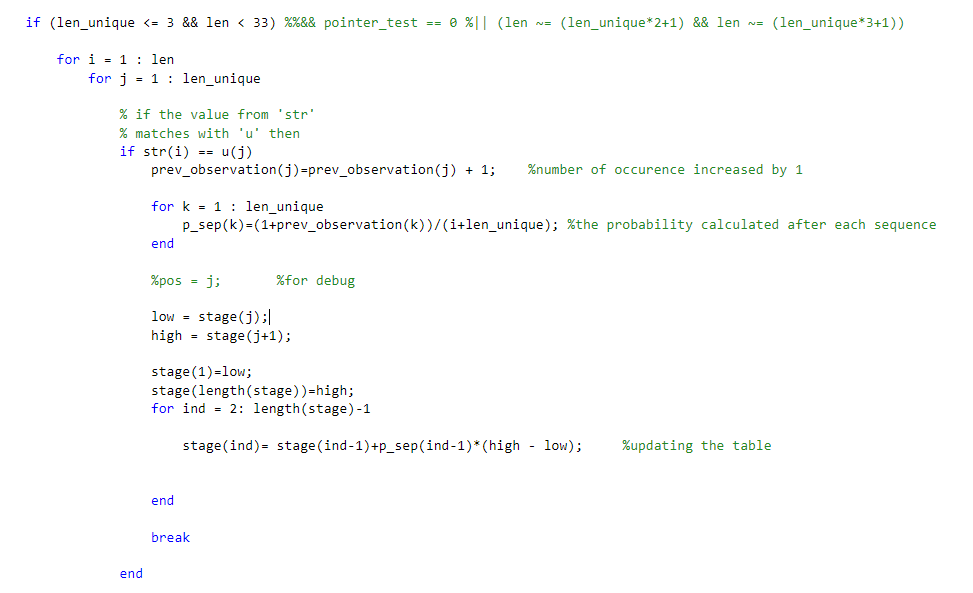 if (len_unique <= 3 && len < 33) %%&& pointer_test == 0 %|| (len ~= (len_unique*2+1) && len ~= (len_unique*3+1))
for i = 1 : len
for j = 1 : len_unique
% if the value from 'str'
% matches with 'u' then
if str(i) == u(j)
prev_observation(j)=prev_observation(j) + 1; %number of occurence increased by 1
for k = 1 : len_unique
p_sep(k)=(1+prev_observation(k))/(i+len_unique); %the probability calculated after each sequence
end
%pos = j; %for debug
low = stage(j);
high = stage(j+1);
stage(1)=low;
stage(length(stage))=high;
for ind = 2: length(stage)-1
stage(ind)= stage(ind-1)+p_sep(ind-1)*(high - low); %updating the table
end
break
end